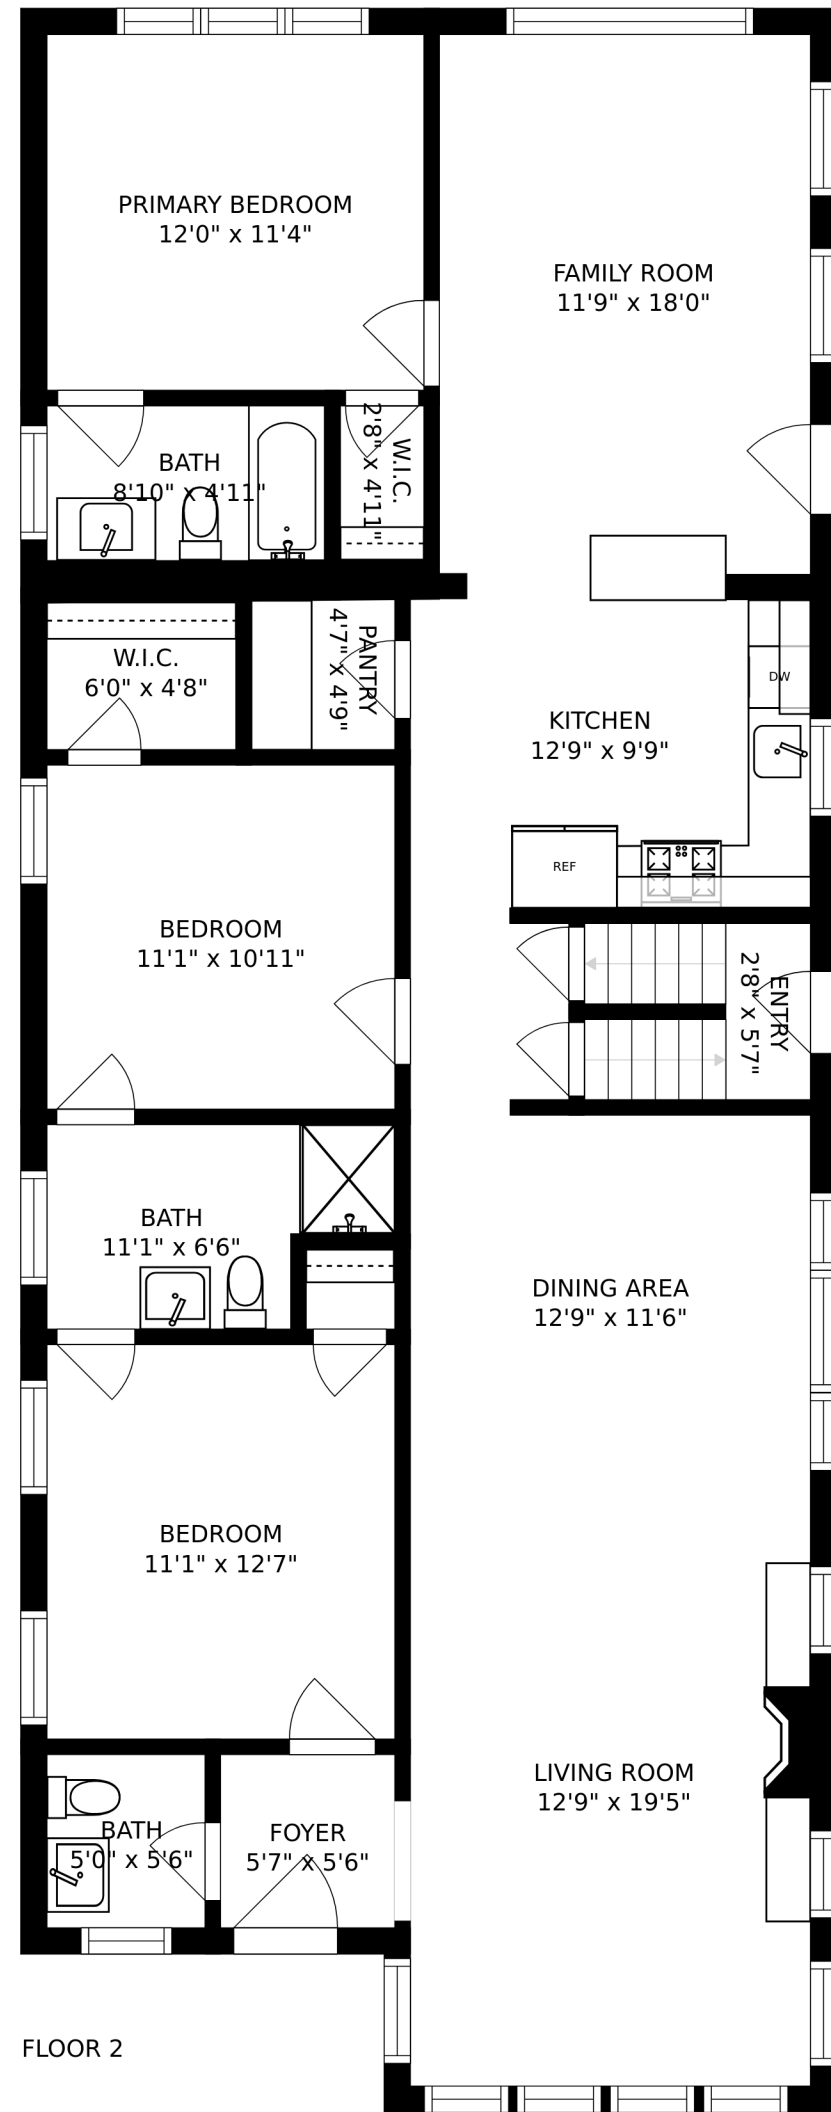 PRIMARY BEDROOM
12'0" x 11'4"
FAMILY ROOM
11'9" x 18'0"
BATH
8'10" x 4'11"
W.I.C.
2'8" x 4'11"
W.I.C.
6'0" x 4'8"
PANTRY
4'7" x 4'9"
KITCHEN
12'9" x 9'9"
DW
REF
BEDROOM
11'1" x 10'11"
ENTRY
2'8" x 5'7"
BATH
11'1" x 6'6"
DINING AREA
12'9" x 11'6"
BEDROOM
11'1" x 12'7"
LIVING ROOM
12'9" x 19'5"
BATH
5'0" x 5'6"
FOYER
5'7" x 5'6"
FLOOR 2